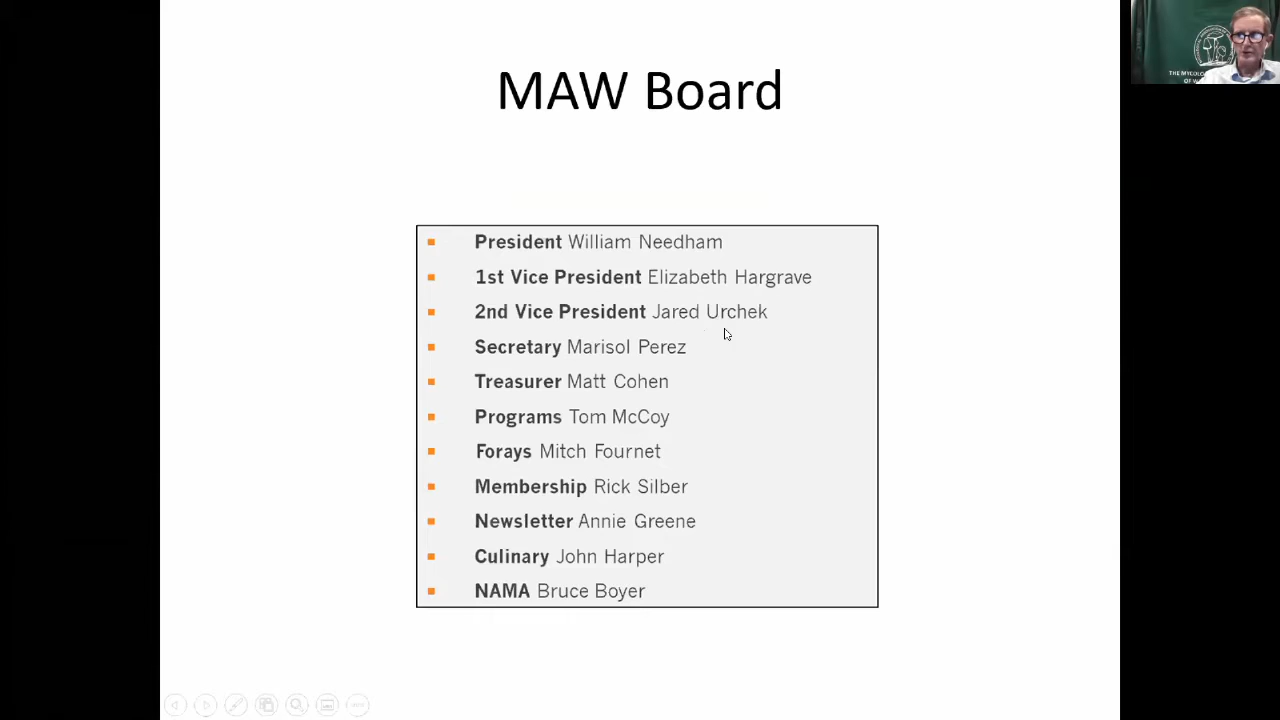 MAW Board
President William Needham
1st Vice President Elizabeth Hargrave
2nd Vice President Jared Urchek
Secretary Marisol Perez
Treasurer Matt Cohen
Programs Tom McCoy
Forays Mitch Fournet
Membership Rick Silber
Newsletter Annie Greene
Culinary John Harper
NAMA Bruce Boyer
THE
OF